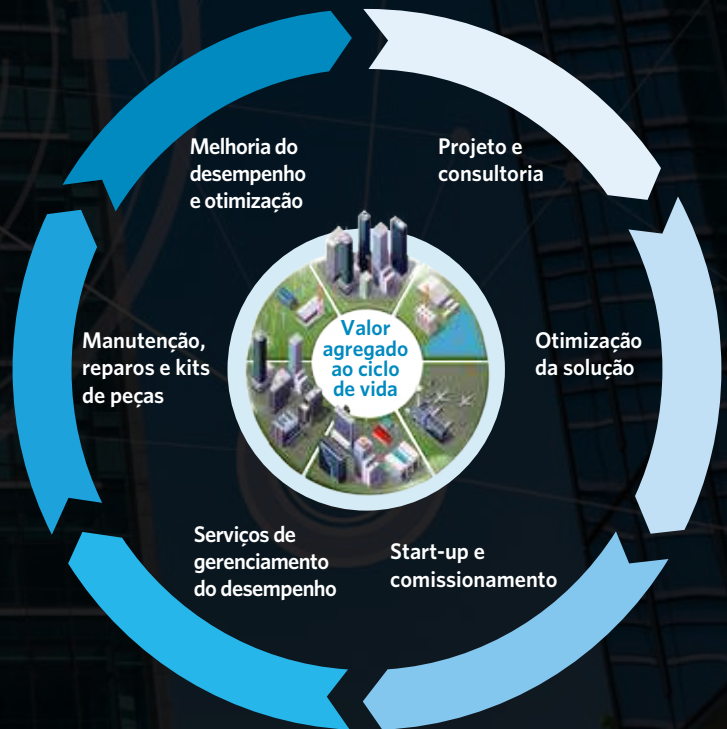 Melhoria do
desempenho
e otimização
Projeto e
consultoria
Valor
agregado
ao ciclo
de vida
Manutenção,
reparos e kits
de peças
Otimização
da solução
Serviços de
gerenciamento
do desempenho
Start-up e
comissionamento